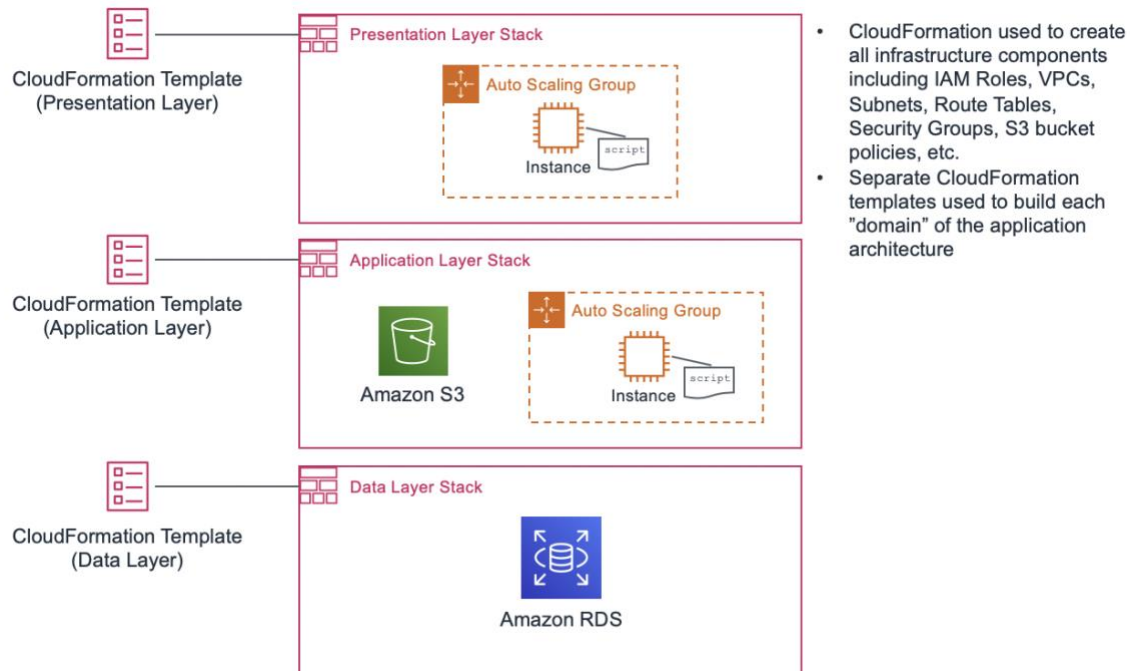 Presentation Layer Stack
CloudFormation Template
(Presentation Layer)
Auto Scaling Group
script
Instance
Application Layer Stack
CloudFormation Template
(Application Layer)
Auto Scaling Group
script
Instance
Amazon S3
Data Layer Stack
CloudFormation Template
(Data Layer)
Amazon RDS
• CloudFormation used to create
all infrastructure components
including IAM Roles, VPCs,
Subnets, Route Tables,
Security Groups, S3 bucket
policies, etc.
• Separate CloudFormation
templates used to build each
”domain” of the application
architecture